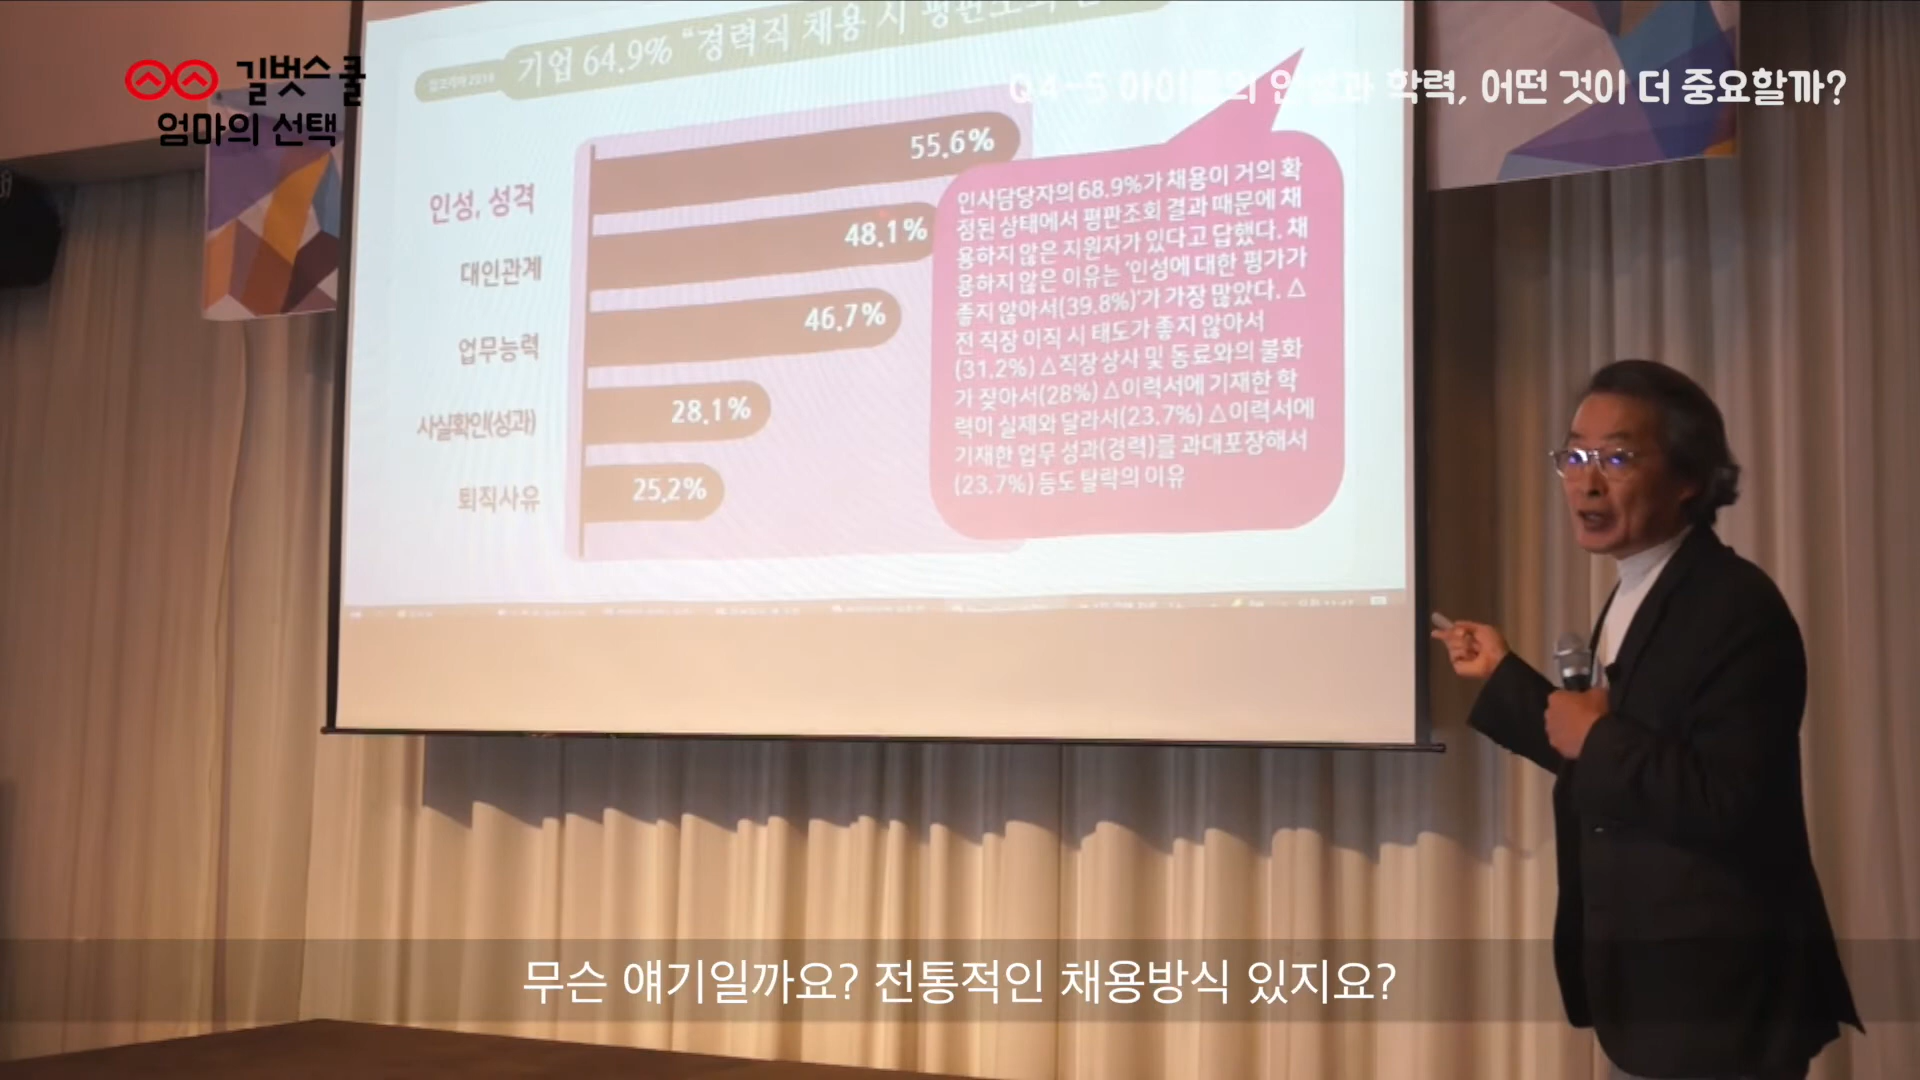 길벗스쿨
엄마의 선택
Q 4-5 아이들의 인성과 학력, 어떤 것이 더 중요할까?
기업 64.9% “경력직 채용 시 평판조회
55.6%
인성, 성격
48.1%
대인관계
46.7%
업무능력
28.1%
사실확인(성과)
25.2%
퇴직사유
인사담당자의 68.9%가 채용이 거의 확
정된 상태에서 평판조회 결과 때문에 채
용하지 않은 지원자가 있다고 답했다. 채
용하지 않은 이유는 '인성에 대한 평가가
좋지 않아서(39.8%)'가 가장 많았다. △
전 직장 이직 시 태도가 좋지 않아서
(31.2%) △직장상사 및 동료와의 불화
가 잦아서(28%) △이력서에 기재한 학
력이 실제와 달라서(23.7%) △이력서에
기재한 업무 성과(경력)를 과대포장해서
(23.7%) 등도 탈락의 이유
무슨 얘기일까요? 전통적인 채용방식 있지요?